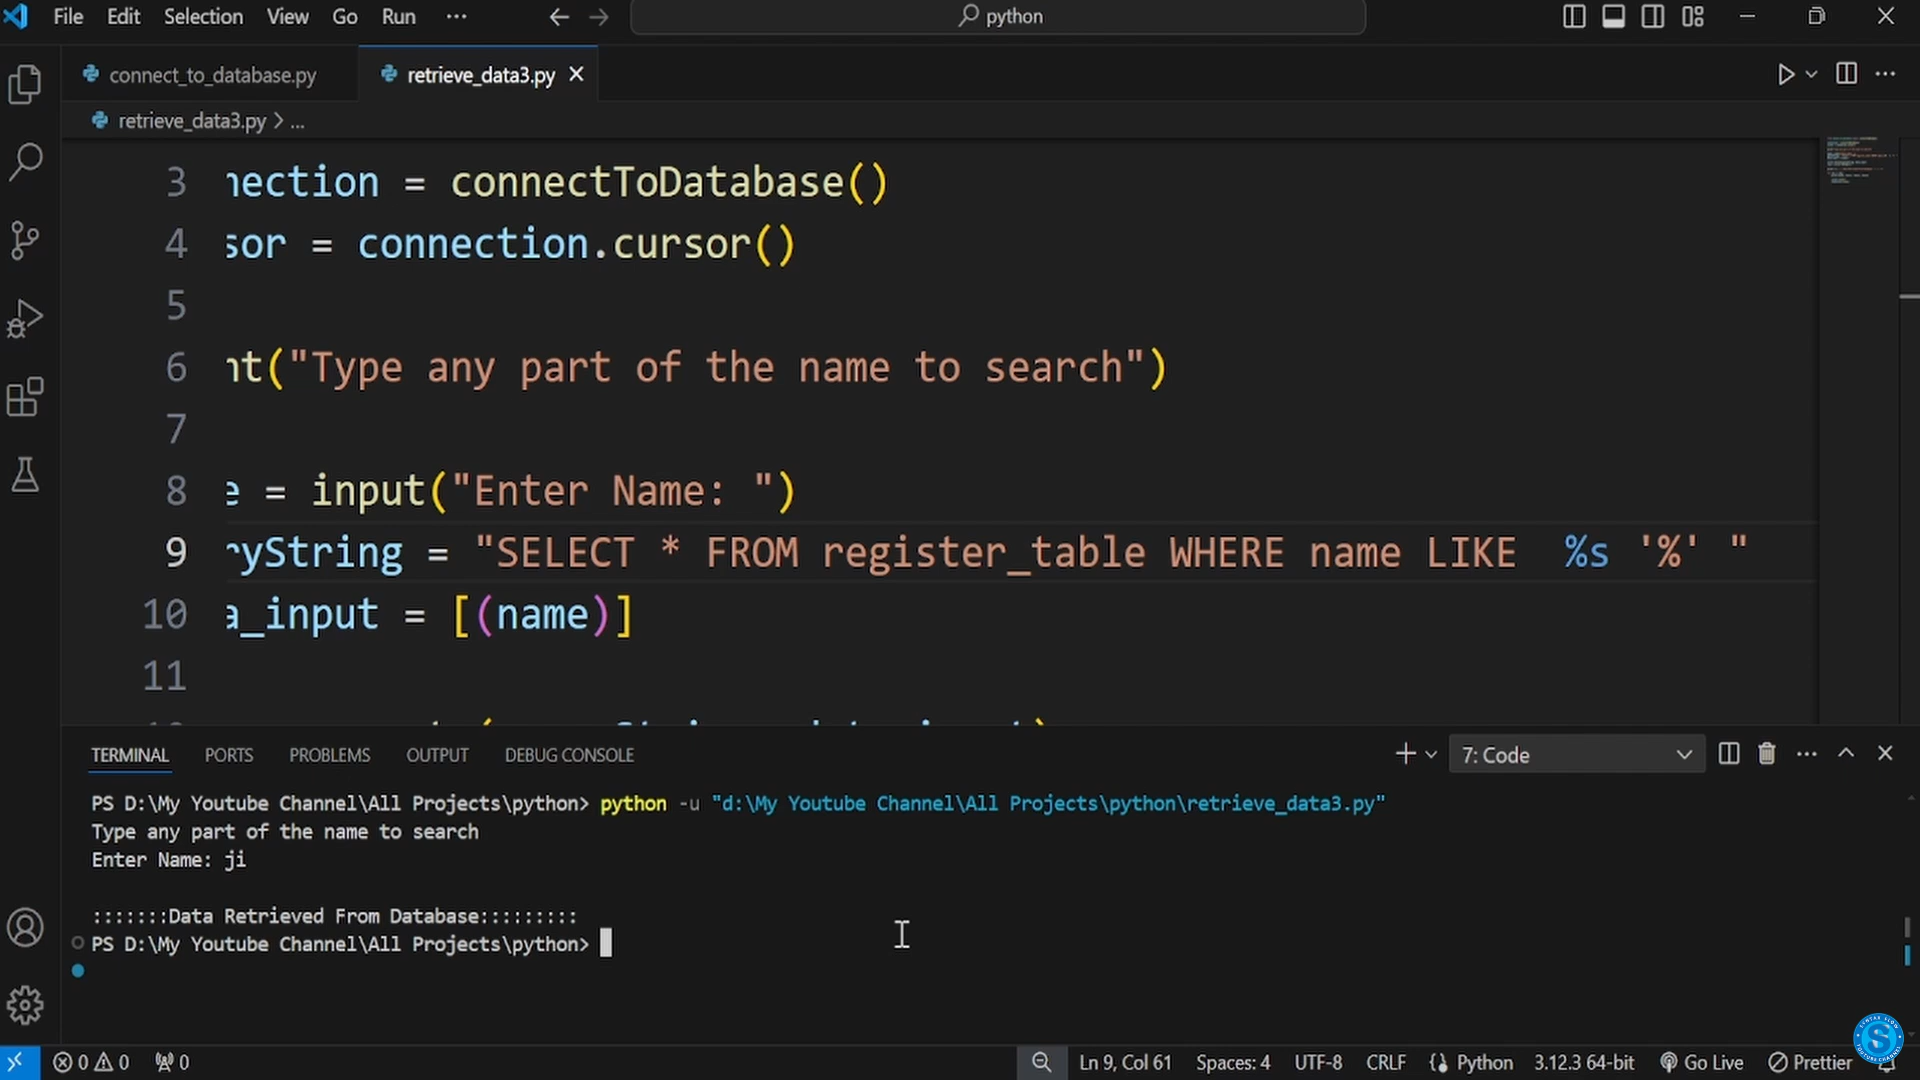 File Edit Selection View Go Run ··· python
connect_to_database.py retrieve_data3.py
retrieve_data3.py > ...
3 nection = connectToDatabase()
4 sor = connection.cursor()
5
6 nt("Type any part of the name to search")
7
8 e = input("Enter Name: ")
9 ryString = "SELECT * FROM register_table WHERE name LIKE  %s '%' "
10 a_input = [(name)]
11
TERMINAL PORTS PROBLEMS OUTPUT DEBUG CONSOLE 7: Code
PS D:\My Youtube Channel\All Projects\python> python -u "d:\My Youtube Channel\All Projects\python\retrieve_data3.py"
Type any part of the name to search
Enter Name: ji
:::::::Data Retrieved From Database:::::::::
PS D:\My Youtube Channel\All Projects\python>
0 0 0 Ln 9, Col 61 Spaces: 4 UTF-8 CRLF {} Python 3.12.3 64-bit Go Live Prettier